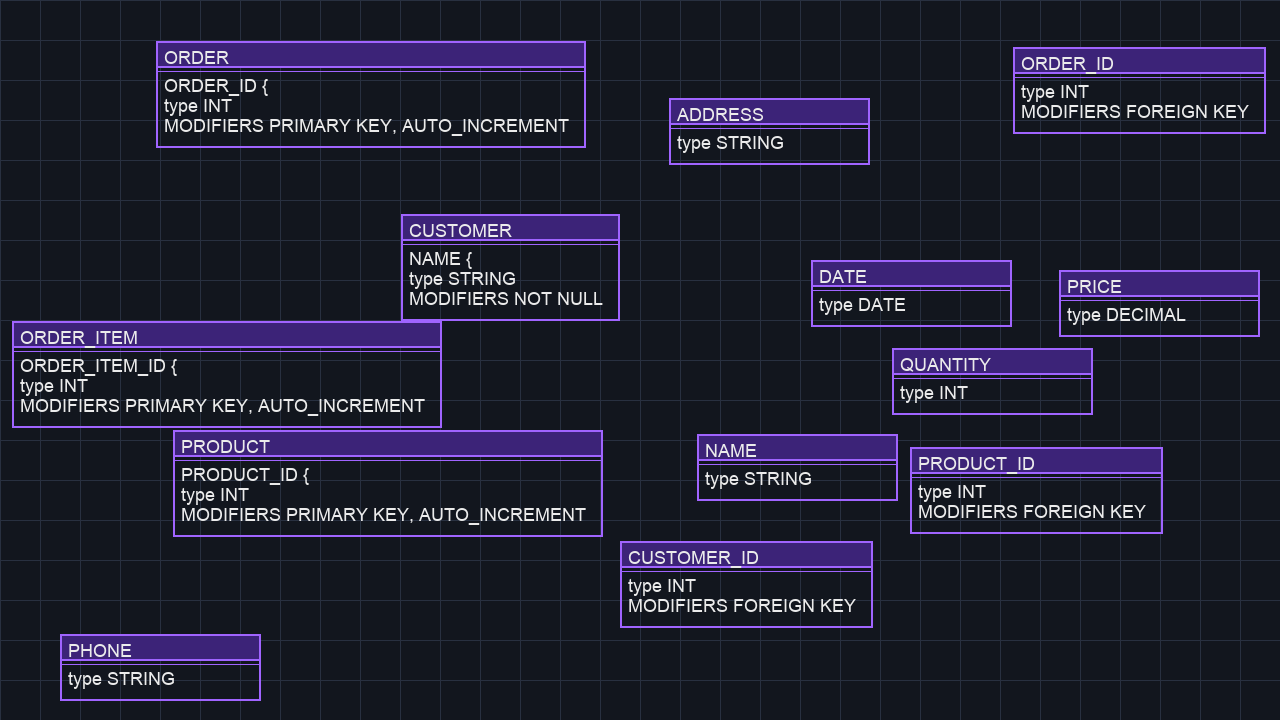 ORDER
ORDER_ID {
type INT
MODIFIERS PRIMARY KEY, AUTO_INCREMENT
ORDER_ID
type INT
MODIFIERS FOREIGN KEY
ADDRESS
type STRING
CUSTOMER
NAME {
type STRING
MODIFIERS NOT NULL
DATE
type DATE
PRICE
type DECIMAL
ORDER_ITEM
ORDER_ITEM_ID {
type INT
MODIFIERS PRIMARY KEY, AUTO_INCREMENT
QUANTITY
type INT
PRODUCT
PRODUCT_ID {
type INT
MODIFIERS PRIMARY KEY, AUTO_INCREMENT
NAME
type STRING
PRODUCT_ID
type INT
MODIFIERS FOREIGN KEY
CUSTOMER_ID
type INT
MODIFIERS FOREIGN KEY
PHONE
type STRING